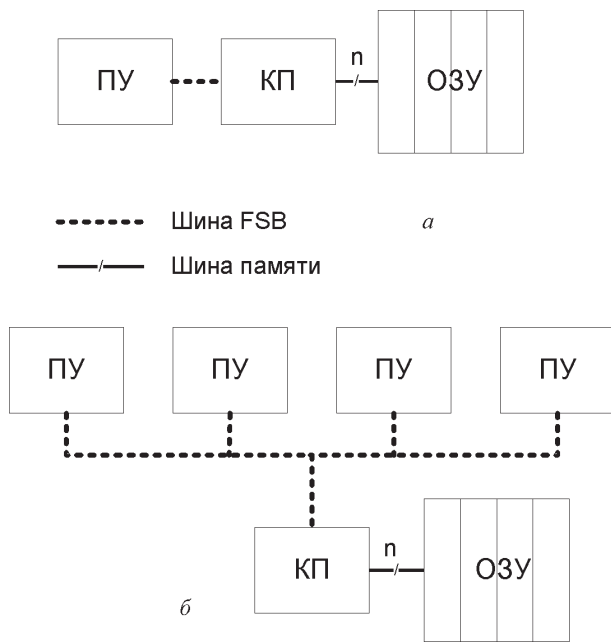 ПУ КП n ОЗУ
Шина FSB
а
Шина памяти
ПУ ПУ ПУ ПУ
КП n ОЗУ
б